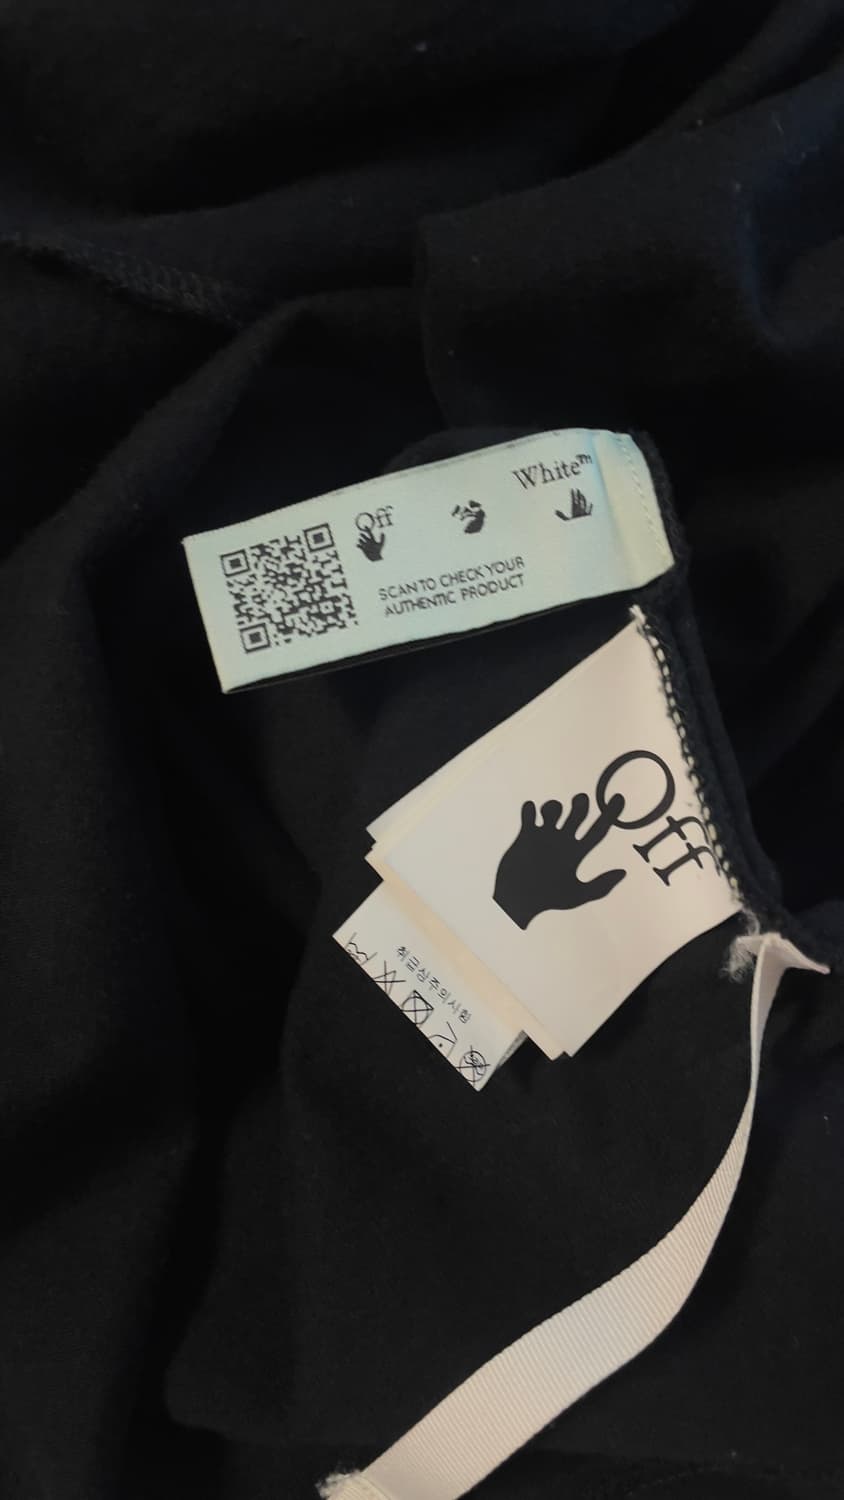 Off
White™
SCAN TO CHECK YOUR
AUTHENTIC PRODUCT
Off
취급상주의사항